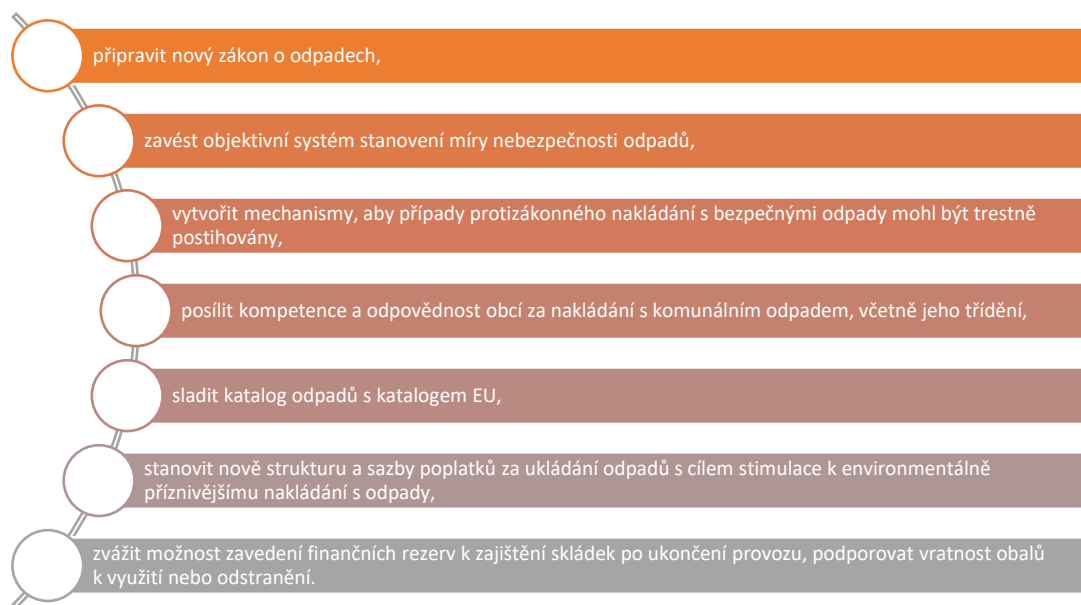 připravit nový zákon o odpadech,
zavést objektivní systém stanovení míry nebezpečnosti odpadů,
vytvořit mechanismy, aby případy protizákonného nakládání s bezpečnými odpady mohl být trestně
postihovány,
posílit kompetence a odpovědnost obcí za nakládání s komunálním odpadem, včetně jeho třídění,
sladit katalog odpadů s katalogem EU,
stanovit nově strukturu a sazby poplatků za ukládání odpadů s cílem stimulace k environmentálně
příznivějšímu nakládání s odpady,
zvážit možnost zavedení finančních rezerv k zajištění skládek po ukončení provozu, podporovat vratnost obalů
k využití nebo odstranění.